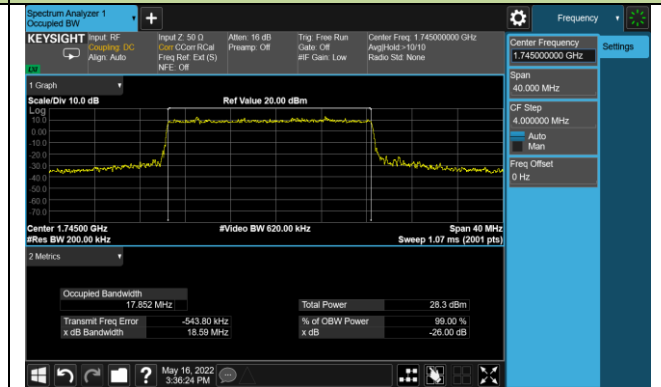 Spectrum Analyzer 1
Occupied BW
Frequency
KEYSIGHT
Input: RF
Coupling: DC
Align: Auto
Input Z: 50 Ω
Corr CCorr RCal
Freq Ref: Ext (S)
NFE: Off
Atten: 16 dB
Preamp: Off
Trig: Free Run
Gate: Off
#IF Gain: Low
Center Freq: 1.745000000 GHz
Avg|Hold:>10/10
Radio Std: None
LW
Center Frequency
1.745000000 GHz
Settings
Span
40.000 MHz
CF Step
4.000000 MHz
Auto
Man
Freq Offset
0 Hz
1 Graph
Scale/Div 10.0 dB
Ref Value 20.00 dBm
Log
10.0
0.00
-10.0
-20.0
-30.0
-40.0
-50.0
-60.0
-70.0
Center 1.74500 GHz
#Video BW 620.00 kHz
Span 40 MHz
#Res BW 200.00 kHz
Sweep 1.07 ms (2001 pts)
2 Metrics
Occupied Bandwidth
17.852 MHz
Total Power
28.3 dBm
Transmit Freq Error
-543.80 kHz
% of OBW Power
99.00 %
x dB Bandwidth
18.59 MHz
x dB
-26.00 dB
May 16, 2022
3:36:24 PM